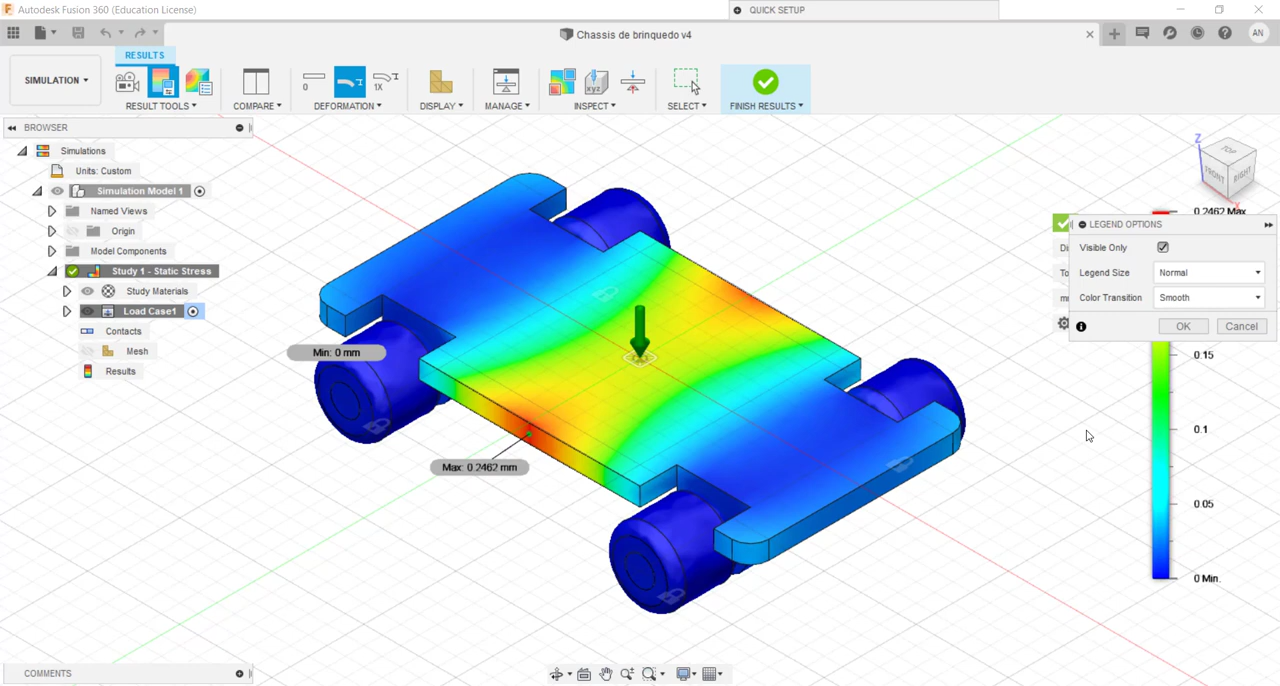 Autodesk Fusion 360 (Education License)
QUICK SETUP
Chassis de brinquedo v4
AN
RESULTS
SIMULATION
0
1X
RESULT TOOLS
COMPARE
DEFORMATION
DISPLAY
MANAGE
INSPECT
SELECT
FINISH RESULTS
BROWSER
Simulations
Units: Custom
Simulation Model 1
Named Views
Origin
Model Components
Study 1 - Static Stress
Study Materials
Load Case1
Contacts
Mesh
Results
Min: 0 mm
Max: 0.2462 mm
Z
TOP
FRONT
RIGHT
X
0.2462 Max.
LEGEND OPTIONS
Visible Only
Legend Size
Normal
Color Transition
Smooth
OK
Cancel
0.15
0.1
0.05
0 Min.
COMMENTS